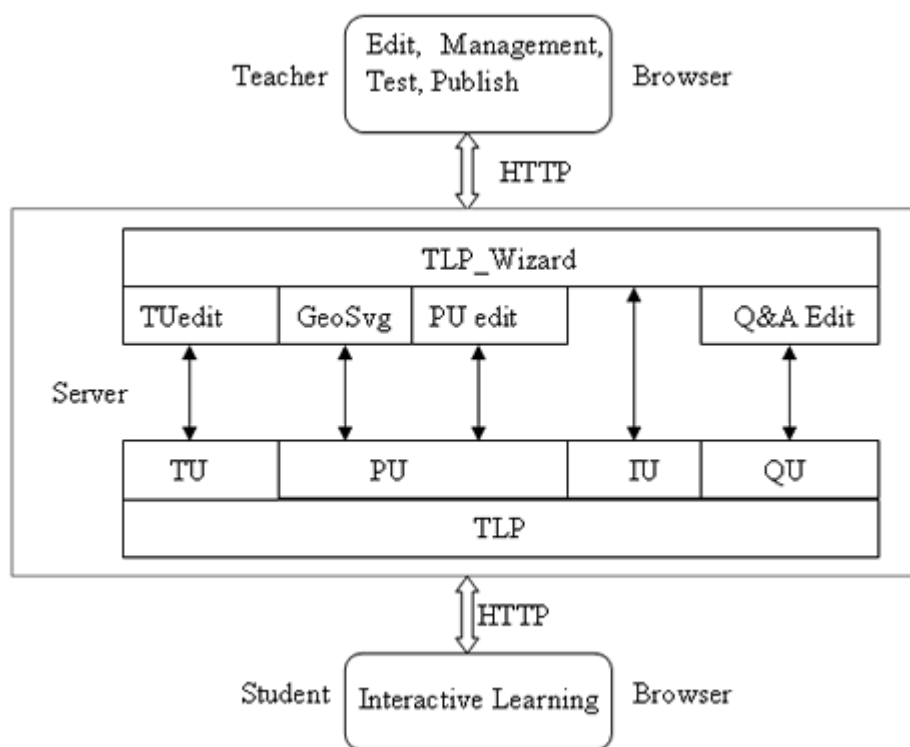 Edit, Management,
Teacher Test, Publish Browser
HTTP
TLP_Wizard
TUedit GeoSvg PU edit Q&A Edit
Server
TU PU IU QU
TLP
HTTP
Student Interactive Learning Browser